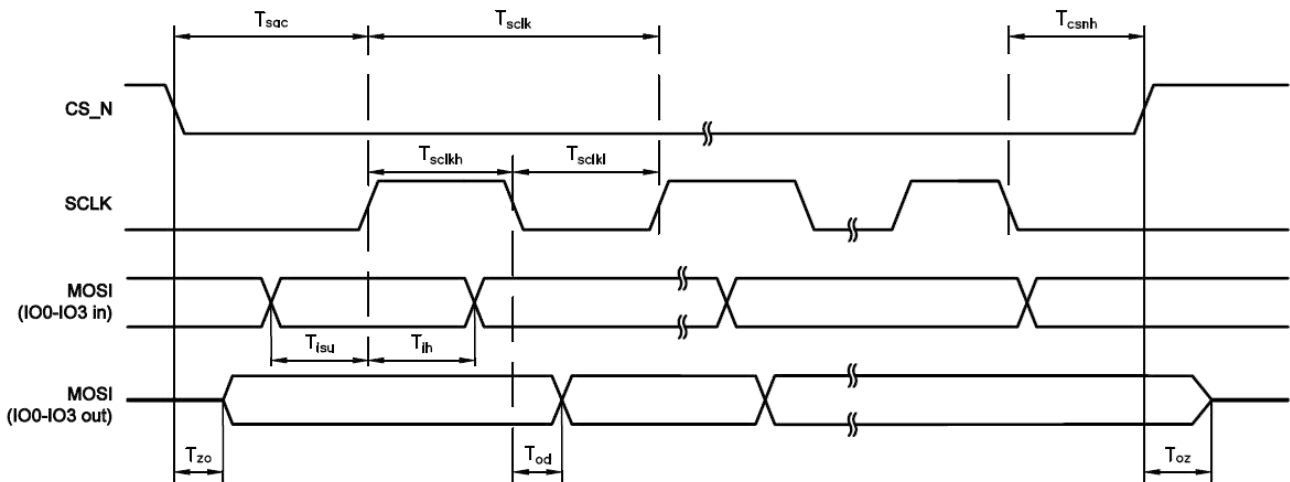 Tsac Tsclk Tcsnh
CS_N
Tsclkh Tsclkl
SCLK
MOSI
(IO0-IO3 in)
Tisu Tih
MOSI
(IO0-IO3 out)
Tzo Tod Toz